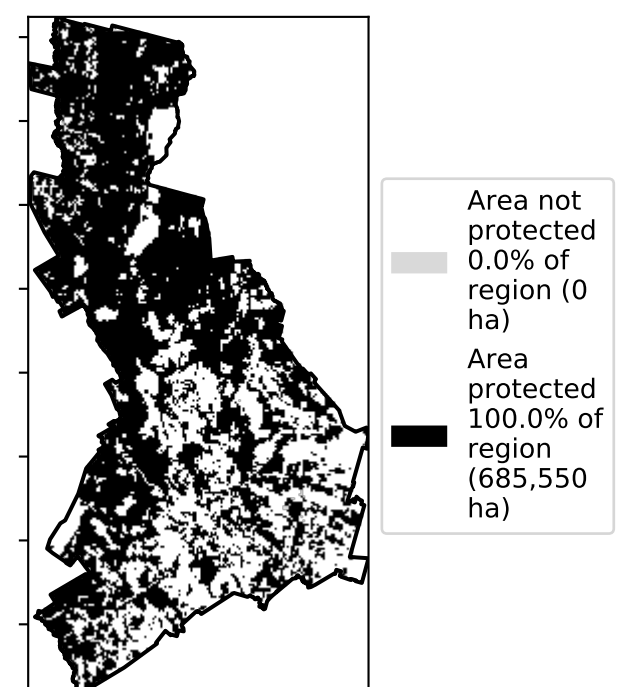 Area not
protected
0.0% of
region (0
ha)
Area
protected
100.0% of
region
(685,550
ha)